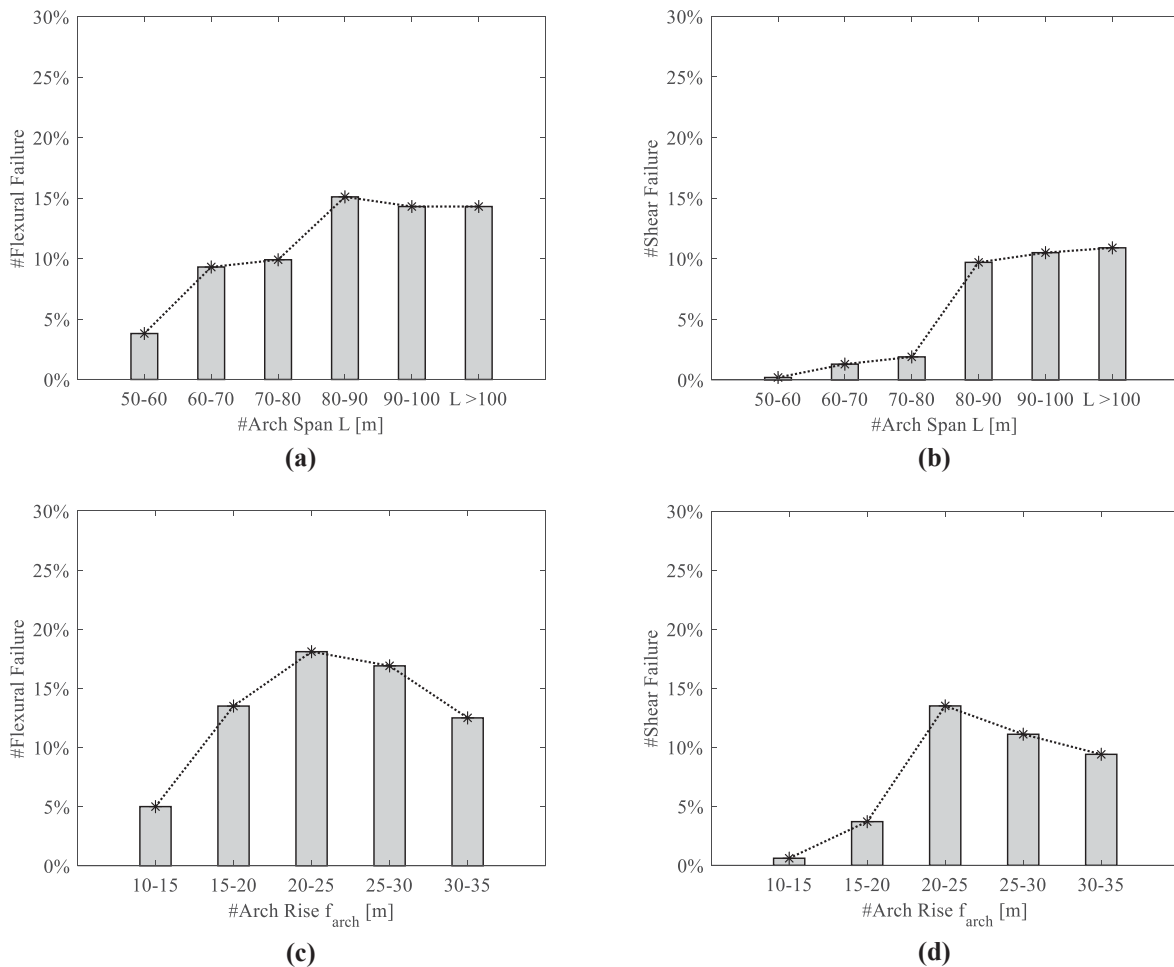 30%
25%
20%
15%
10%
5%
0%
#Flexural Failure
50-60 60-70 70-80 80-90 90-100 L >100
#Arch Span L [m]
(a)
30%
25%
20%
15%
10%
5%
0%
#Shear Failure
50-60 60-70 70-80 80-90 90-100 L >100
#Arch Span L [m]
(b)
30%
25%
20%
15%
10%
5%
0%
#Flexural Failure
10-15 15-20 20-25 25-30 30-35
#Arch Rise f_arch [m]
(c)
30%
25%
20%
15%
10%
5%
0%
#Shear Failure
10-15 15-20 20-25 25-30 30-35
#Arch Rise f_arch [m]
(d)